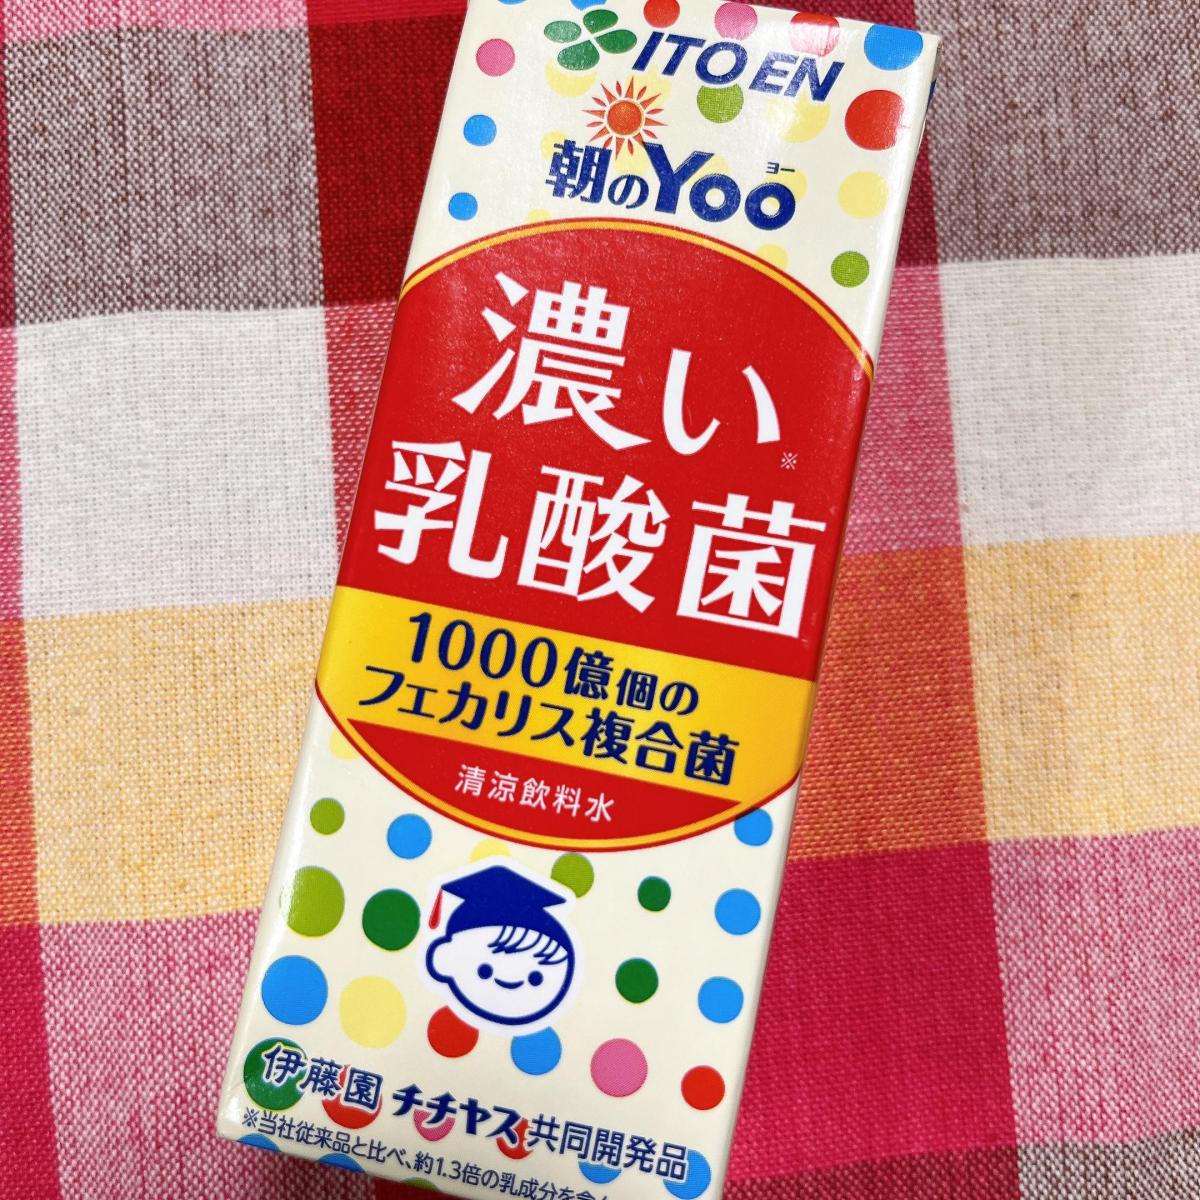 ITO EN
ヨー
朝のYoo
濃い※
乳酸菌
1000億個の
フェカリス複合菌
清涼飲料水
伊藤園 チチヤス共同開発品
※当社従来品と比べ、約1.3倍の乳成分を含